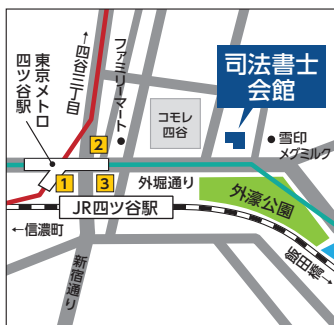 ←四谷三丁目
ファミリーマート
東京メトロ
四ツ谷駅
コモレ
四谷
司法書士
会館
雪印
メグミルク
2
1
3
外堀通り
外濠公園
JR四ツ谷駅
←信濃町
新宿通り
飯田橋→